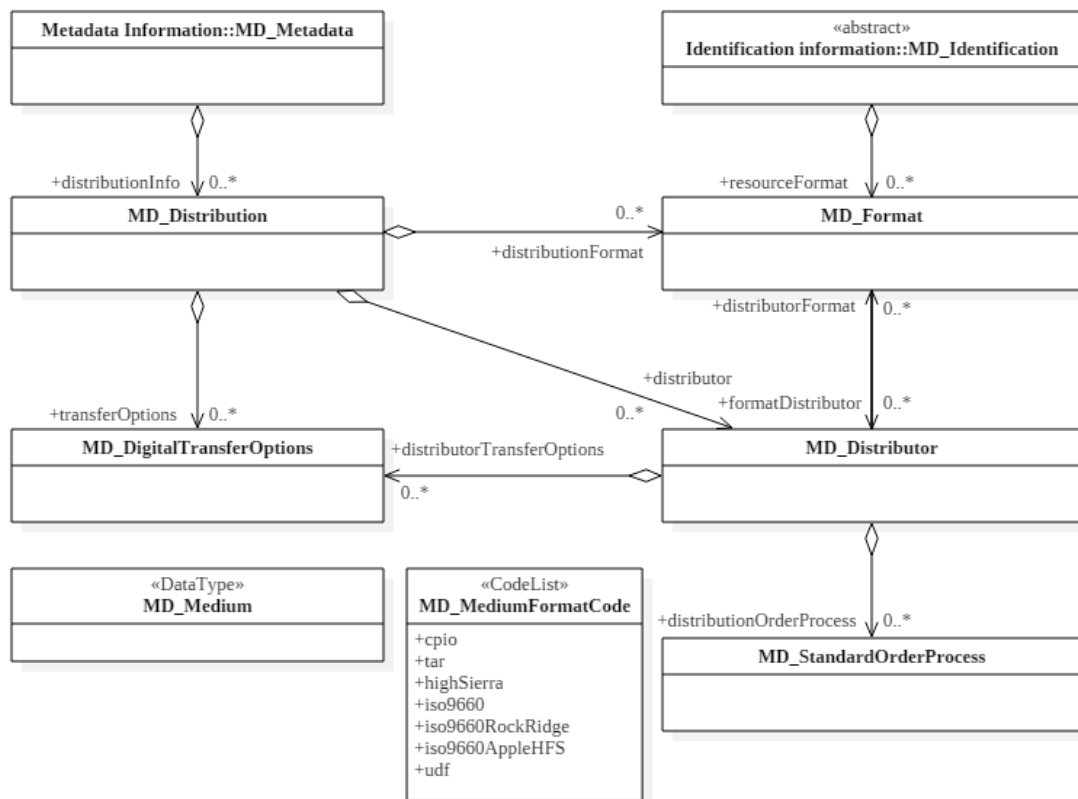 Metadata Information::MD_Metadata
«abstract»
Identification information::MD_Identification
+distributionInfo
0..*
+resourceFormat
0..*
MD_Distribution
MD_Format
0..*
+distributionFormat
+distributorFormat
0..*
+distributor
+transferOptions
0..*
0..*
+formatDistributor
0..*
MD_DigitalTransferOptions
+distributorTransferOptions
0..*
MD_Distributor
«DataType»
MD_Medium
«CodeList»
MD_MediumFormatCode
+cpio
+tar
+highSierra
+iso9660
+iso9660RockRidge
+iso9660AppleHFS
+udf
+distributionOrderProcess
0..*
MD_StandardOrderProcess